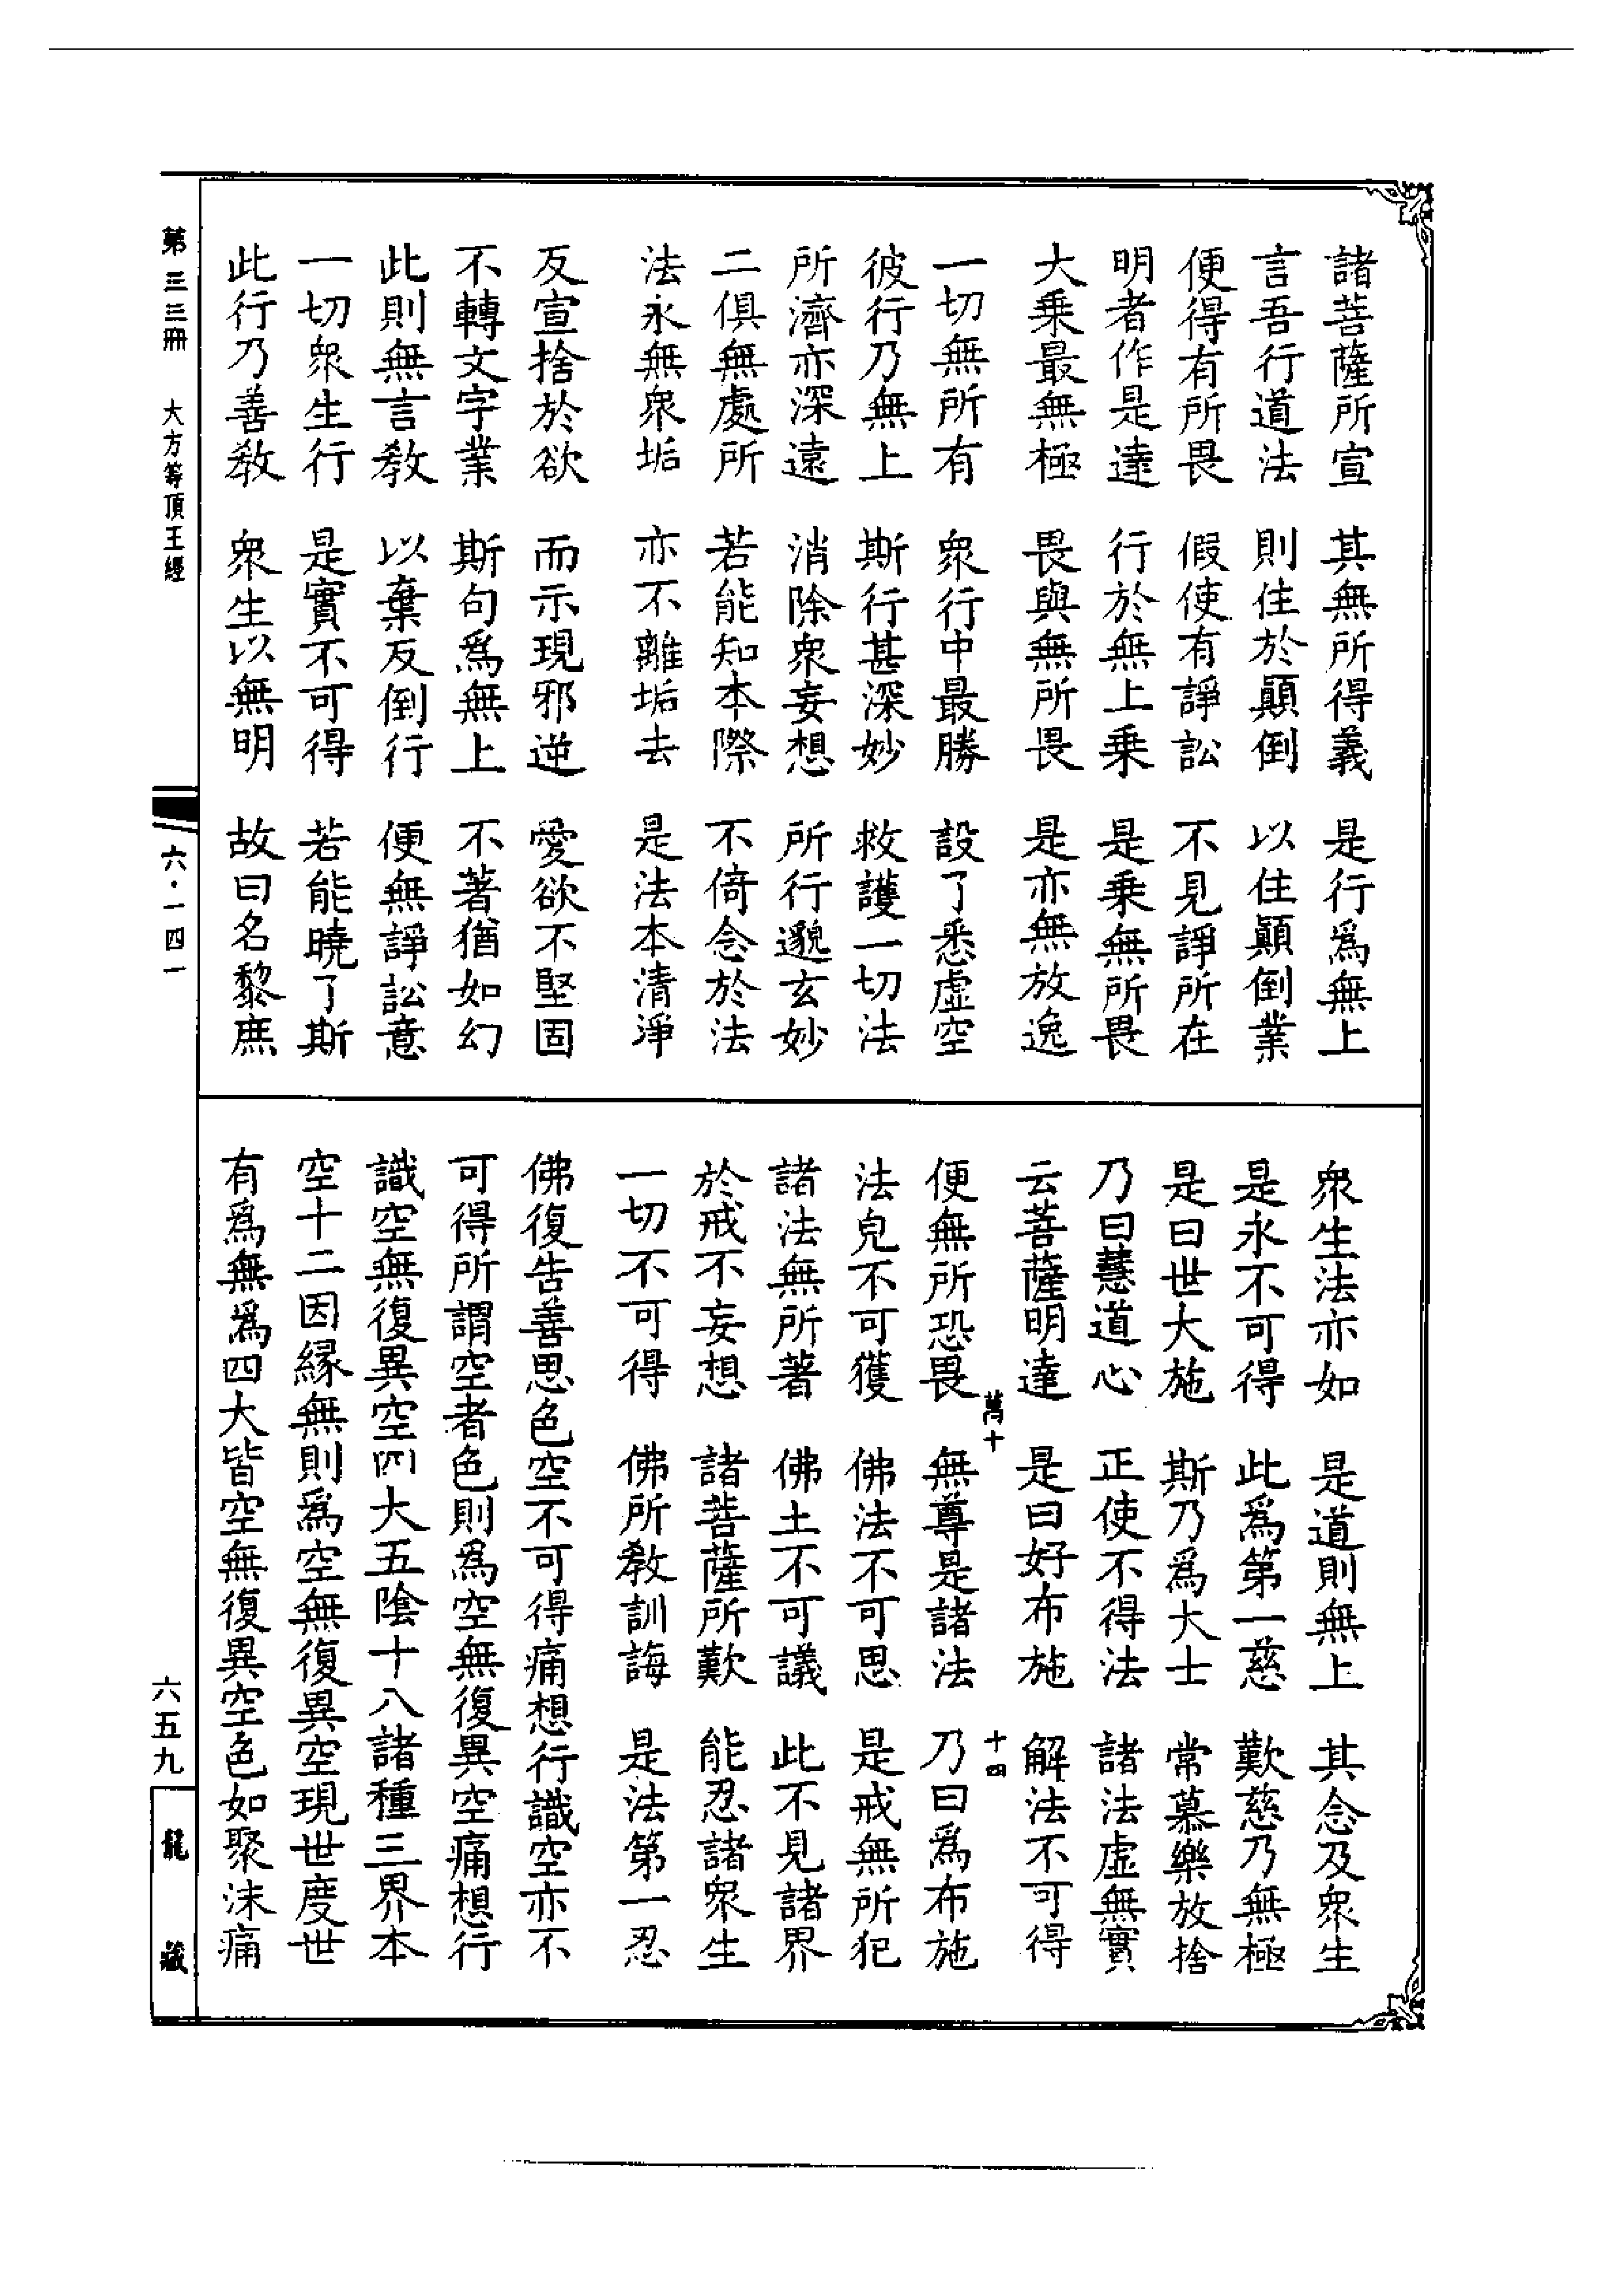 諸菩薩所宣　其無所得義　是行爲無上
言吾行道法　則住於顚倒　以住顚倒業
便得有所畏　假使有諍訟　不見諍所在
明者作是達　行於無上乗　是乗無所畏
大乗最無極　畏與無所畏　是亦無放逸
一切無所有　衆行中最勝　設了悉虛空
彼行乃無上　斯行甚深妙　救護一切法
所濟亦深遠　消除衆妄想　所行邈玄妙
二俱無處所　若能知本際　不倚念於法
法永無衆垢　亦不離垢去　是法本清淨
反宣捨於欲　而示現邪逆　愛欲不堅固
不轉文字業　斯句爲無上　不著猶如幻
此則無言敎　以棄反倒行　便無諍訟意
一切衆生行　是實不可得　若能曉了斯
此行乃善敎　衆生以無明　故曰名黎庶
衆生法亦如　是道則無上　其念及衆生
是永不可得　此爲第一慈　歎慈乃無極
是曰世大施　斯乃爲大士　常慕樂放捨
乃曰慧道心　正使不得法　諸法虛無實
云菩薩明達　是曰好布施　解法不可得
萬十　十四
便無所恐畏　無尊是諸法　乃曰爲布施
法皃不可獲　佛法不可思　是戒無所犯
諸法無所著　佛土不可議　此不見諸界
於戒不妄想　諸菩薩所歎　能忍諸衆生
一切不可得　佛所敎訓誨　是法第一忍
佛復告善思色空不可得痛想行識空亦不
可得所謂空者色則爲空無復異空痛想行
識空無復異空四大五陰十八諸種三界本
空十二因緣無則爲空無復異空現世度世
有爲無爲四大皆空無復異空色如聚沫痛
第三三冊　大方等頂王經
六·一四一
六五九
龍藏